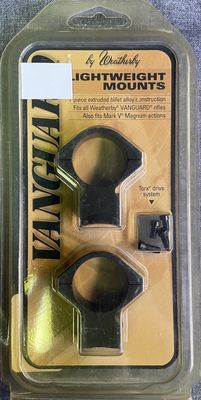 by Weatherby
LIGHTWEIGHT
MOUNTS
piece extruded billet alloy construction
Fits all Weatherby® VANGUARD® rifles
Also fits Mark V® Magnum actions
VANGUARD
Torx® drive
system